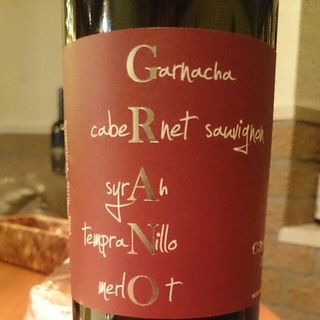 Garnacha
cabeRnet sauvignon
syrAh
tempraNillo
merlOt